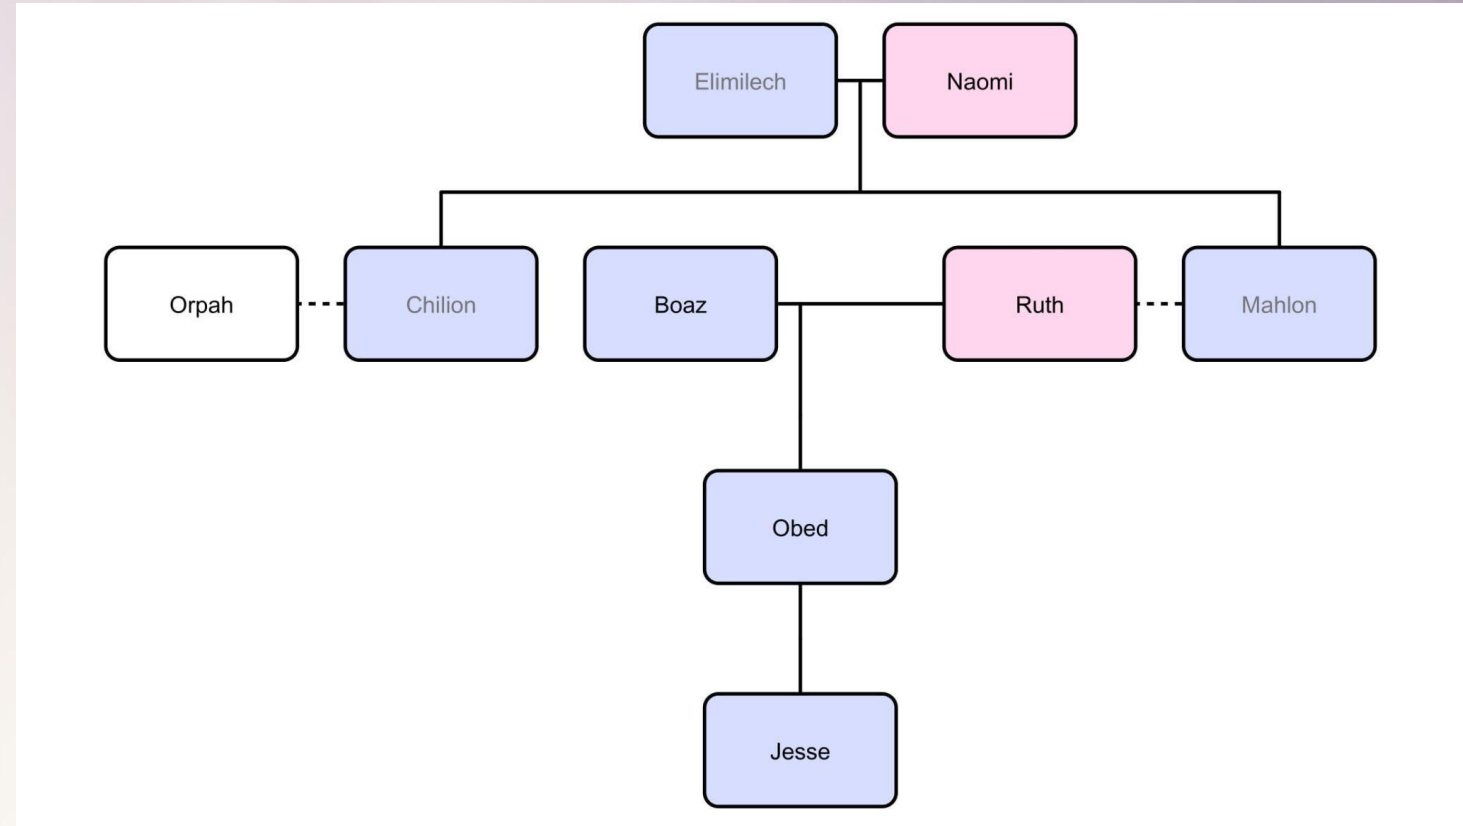 Elimilech
Naomi
Orpah
Chilion
Boaz
Ruth
Mahlon
Obed
Jesse